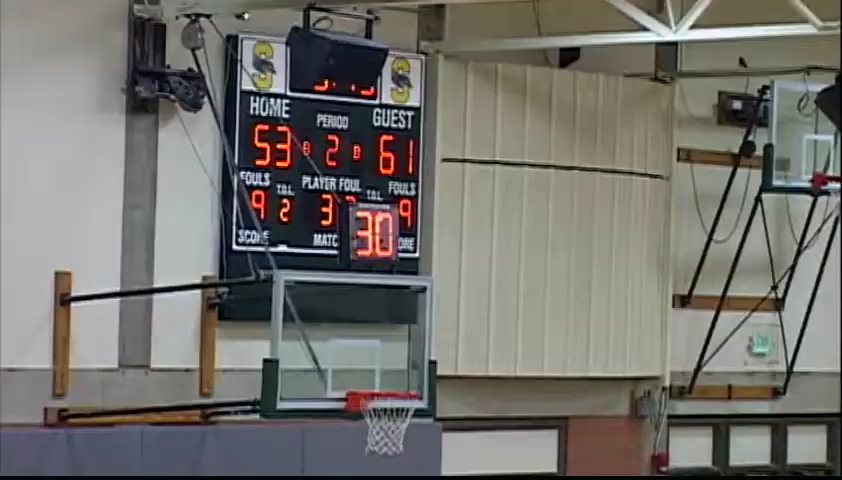 S S
HOME PERIOD GUEST
53 B 2 B 61
FOULS T.O.L. PLAYER FOUL T.O.L. FOULS
9 2 3 9
30